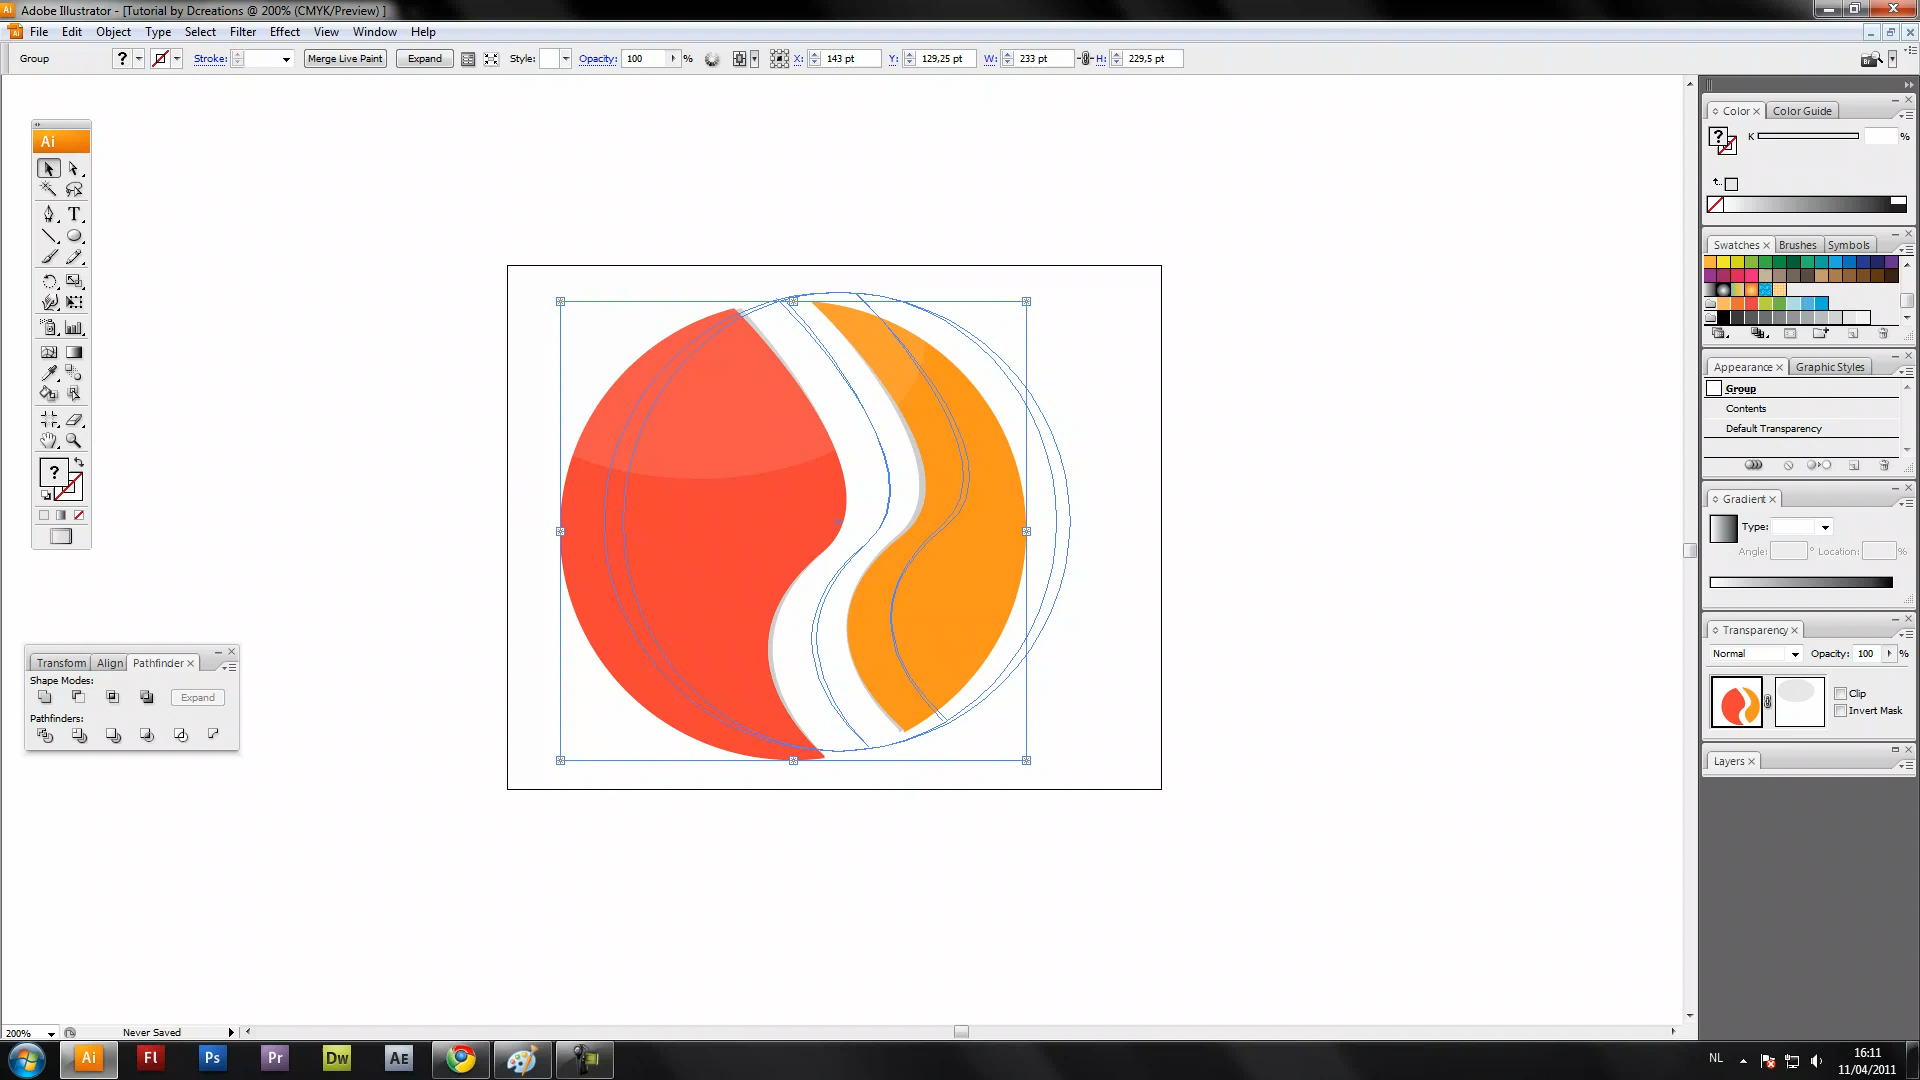 Adobe Illustrator - [Tutorial by Dcreations @ 200% (CMYK/Preview) ]
File Edit Object Type Select Filter Effect View Window Help
Group ? Stroke: Merge Live Paint Expand Style: Opacity: 100 % X: 143 pt Y: 129,25 pt W: 233 pt H: 229,5 pt
Color Color Guide
? K %
Ai
T
Swatches Brushes Symbols
Appearance Graphic Styles
Group
Contents
Default Transparency
?
Gradient
Type:
Angle: ° Location: %
Transparency
Normal Opacity: 100 %
Clip
Invert Mask
Layers
Transform Align Pathfinder
Shape Modes:
Expand
Pathfinders:
200% Never Saved
Ai Fl Ps Pr Dw AE
NL
16:11
11/04/2011